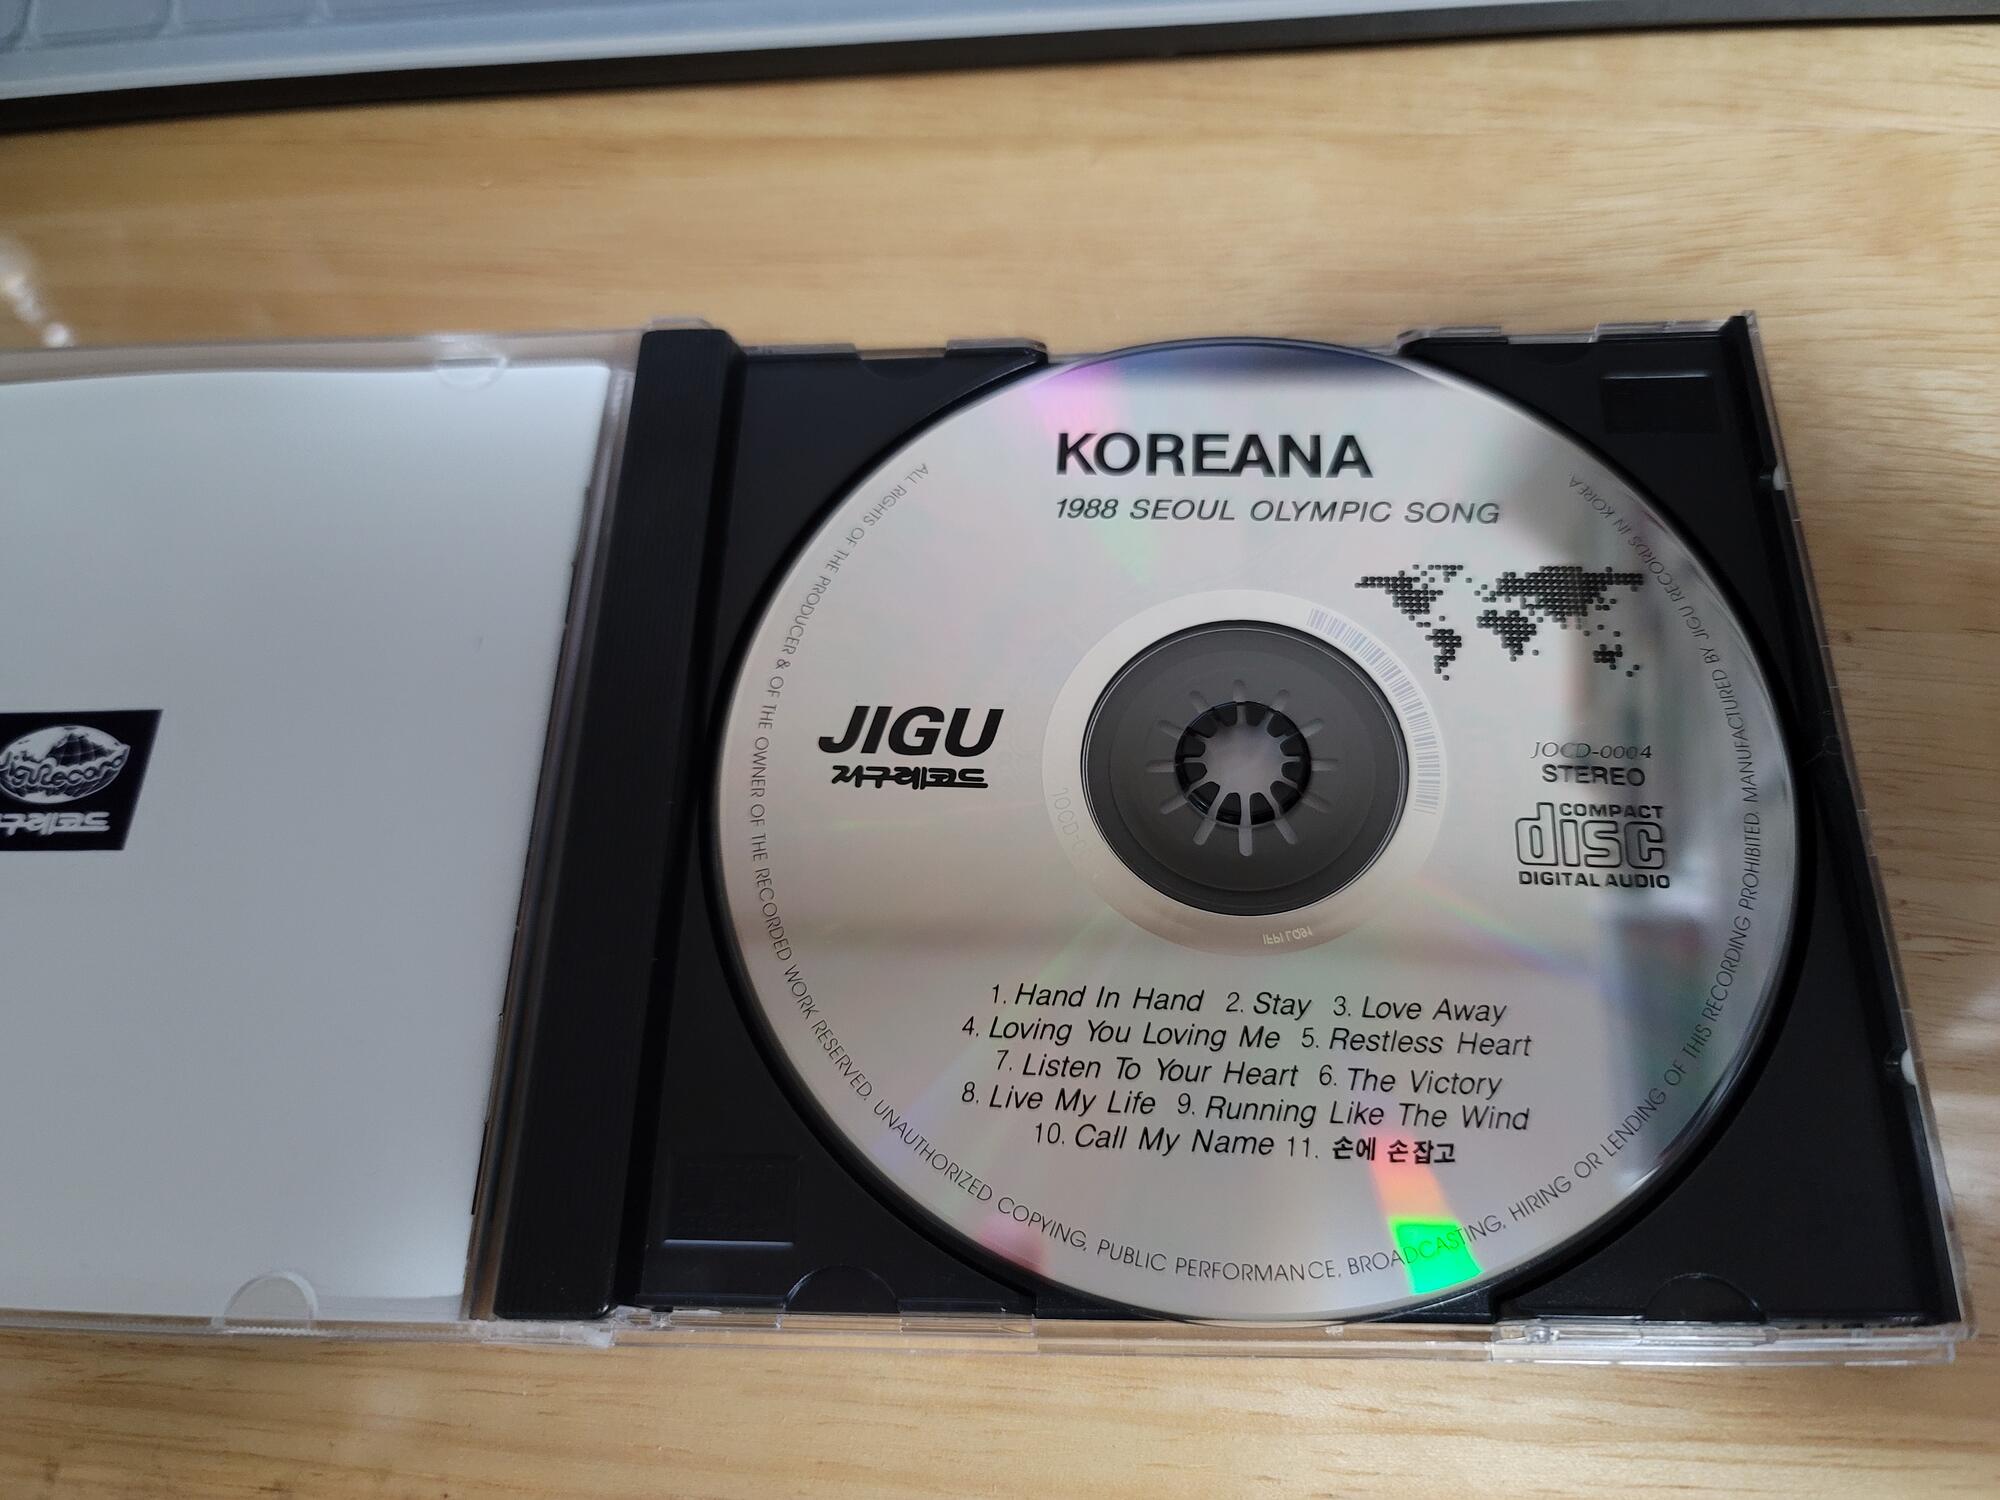 KOREANA
1988 SEOUL OLYMPIC SONG
JIGU
지구레코드
JOCD-0004
STEREO
COMPACT
disc
DIGITAL AUDIO
1. Hand In Hand 2. Stay 3. Love Away
4. Loving You Loving Me 5. Restless Heart
7. Listen To Your Heart 6. The Victory
8. Live My Life 9. Running Like The Wind
10. Call My Name 11. 손에 손잡고
ALL RIGHTS OF THE PRODUCER & OF THE OWNER OF THE RECORDED WORK RESERVED. UNAUTHORIZED COPYING, PUBLIC PERFORMANCE, BROADCASTING, HIRING OR LENDING OF THIS RECORDING PROHIBITED. MANUFACTURED BY JIGU RECORDS IN KOREA
Jigu Record
구레코드